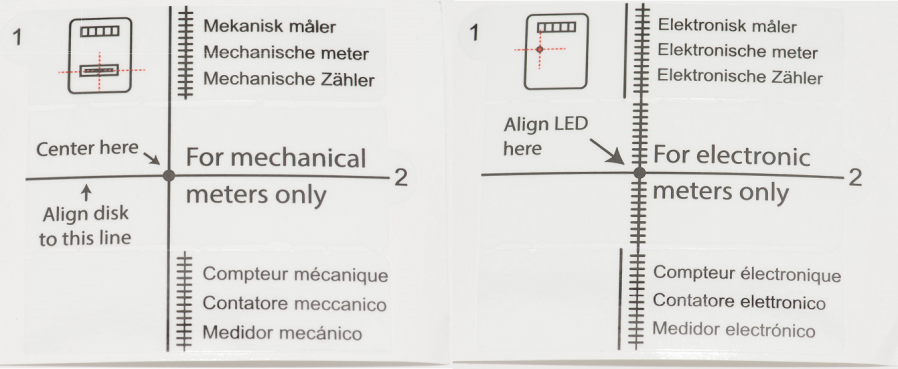 1
Mekanisk måler
Mechanische meter
Mechanische Zähler
Center here
For mechanical
2
meters only
Align disk
to this line
Compteur mécanique
Contatore meccanico
Medidor mecánico
1
Elektronisk måler
Elektronische meter
Elektronische Zähler
Align LED
here
For electronic
2
meters only
Compteur électronique
Contatore elettronico
Medidor electrónico